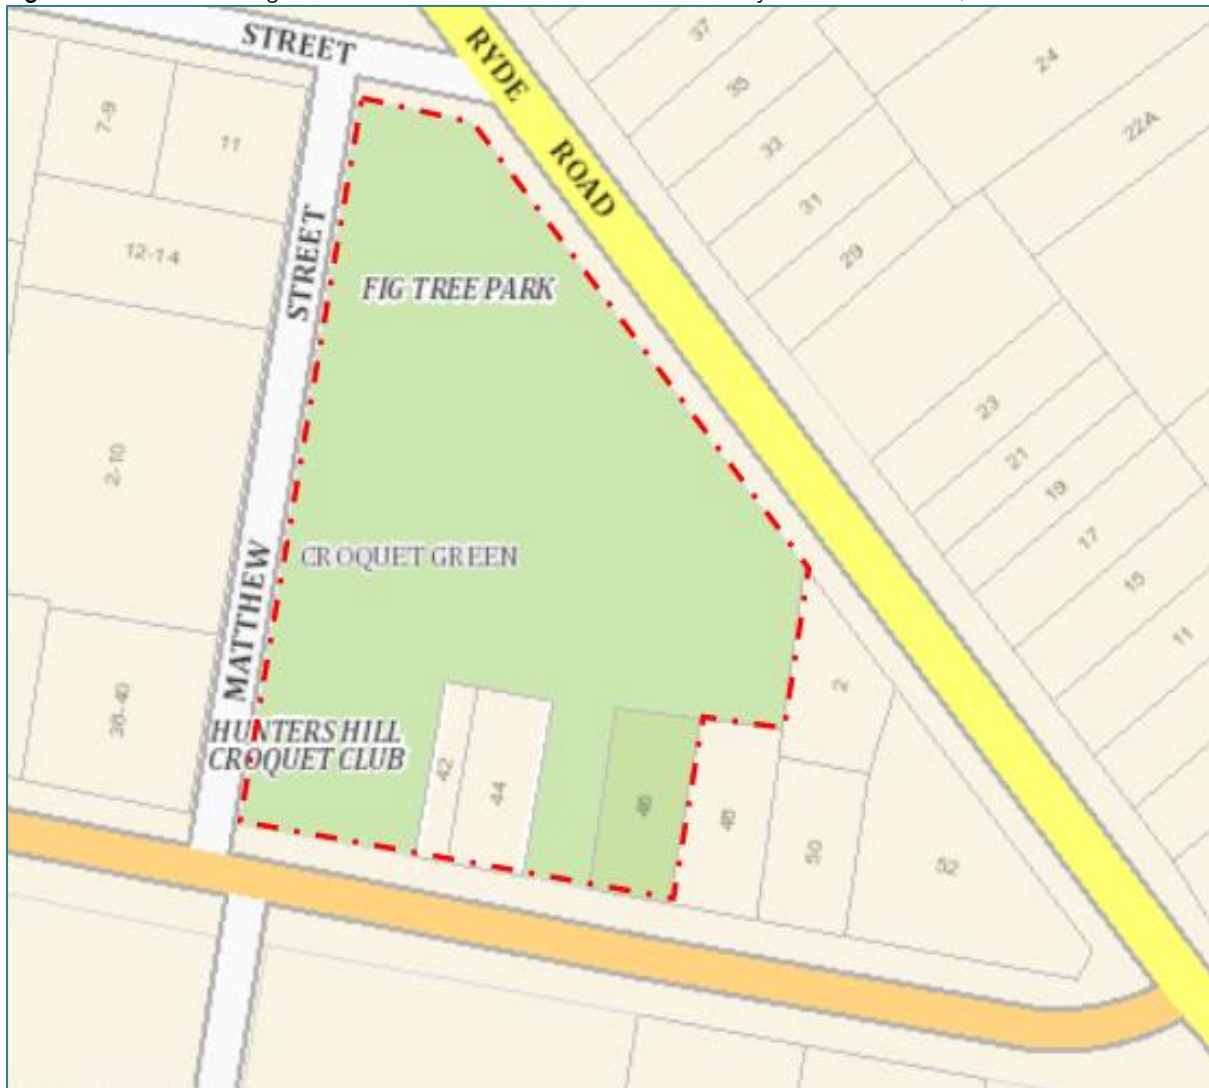 STREET
RYDE
ROAD
37
35
33
31
29
24
22A
7-9
11
12-14
STREET
FIG TREE PARK
23
21
19
17
15
11
2-10
CROQUET GREEN
MATTHEW
38-40
HUNTERS HILL
CROQUET CLUB
42
44
46
48
50
2
52